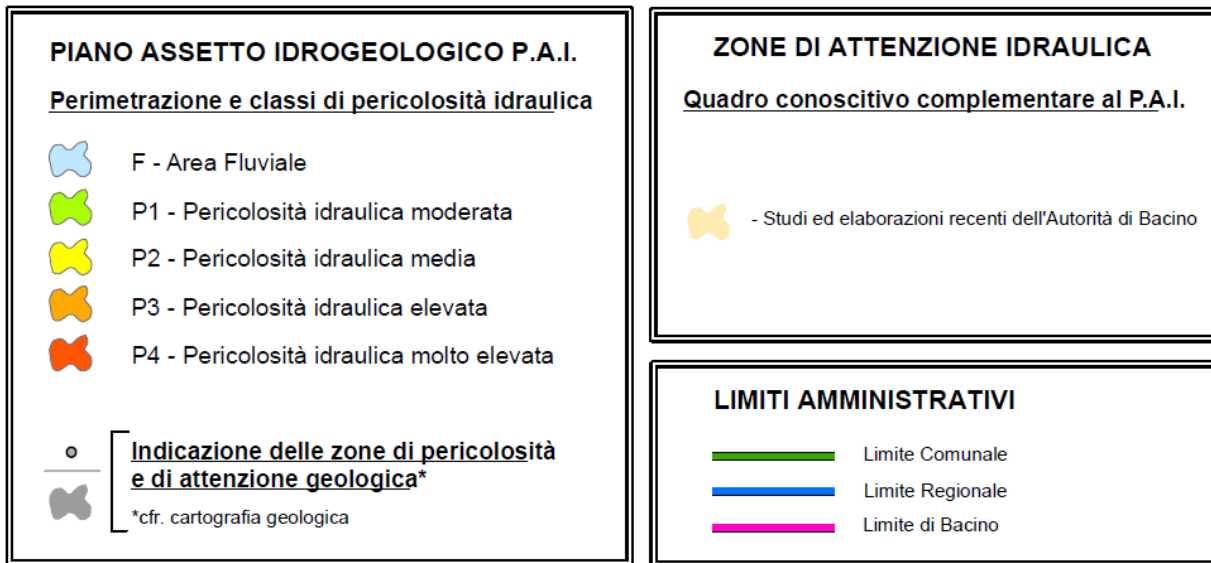 PIANO ASSETTO IDROGEOLOGICO P.A.I.
Perimetrazione e classi di pericolosità idraulica
F - Area Fluviale
P1 - Pericolosità idraulica moderata
P2 - Pericolosità idraulica media
P3 - Pericolosità idraulica elevata
P4 - Pericolosità idraulica molto elevata
Indicazione delle zone di pericolosità
e di attenzione geologica*
*cfr. cartografia geologica
ZONE DI ATTENZIONE IDRAULICA
Quadro conoscitivo complementare al P.A.I.
- Studi ed elaborazioni recenti dell'Autorità di Bacino
LIMITI AMMINISTRATIVI
Limite Comunale
Limite Regionale
Limite di Bacino